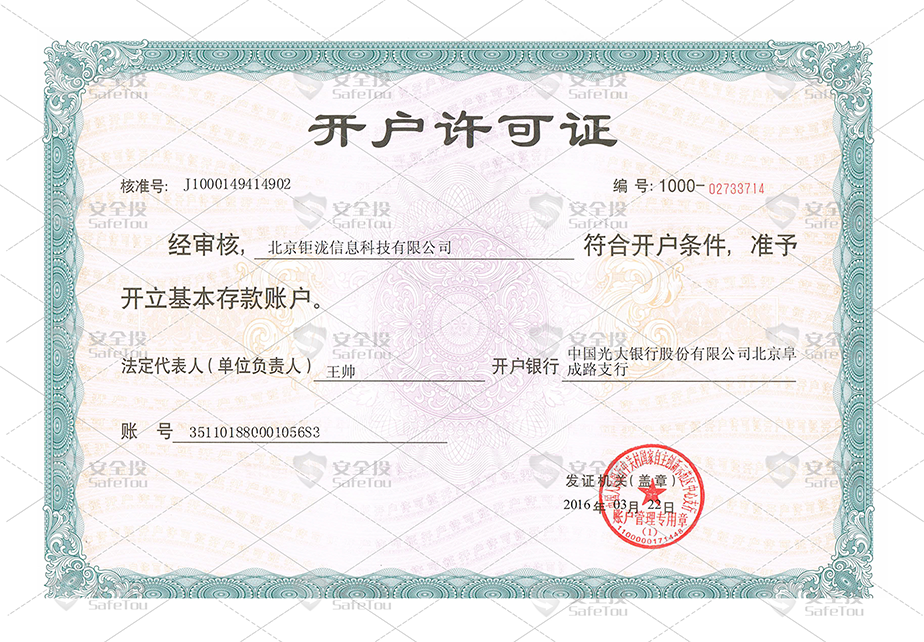 开户许可证
核准号: J1000149414902
编 号: 1000-02733714
经审核, 北京钜泷信息科技有限公司 符合开户条件, 准予
开立基本存款账户。
法定代表人(单位负责人) 王帅
开户银行 中国光大银行股份有限公司北京阜
成路支行
账 号 351101880001056S3
发证机关(盖章)
2016年 03月 22日
账户管理专用章
(1)
1100000171448
安全投
SafeTou